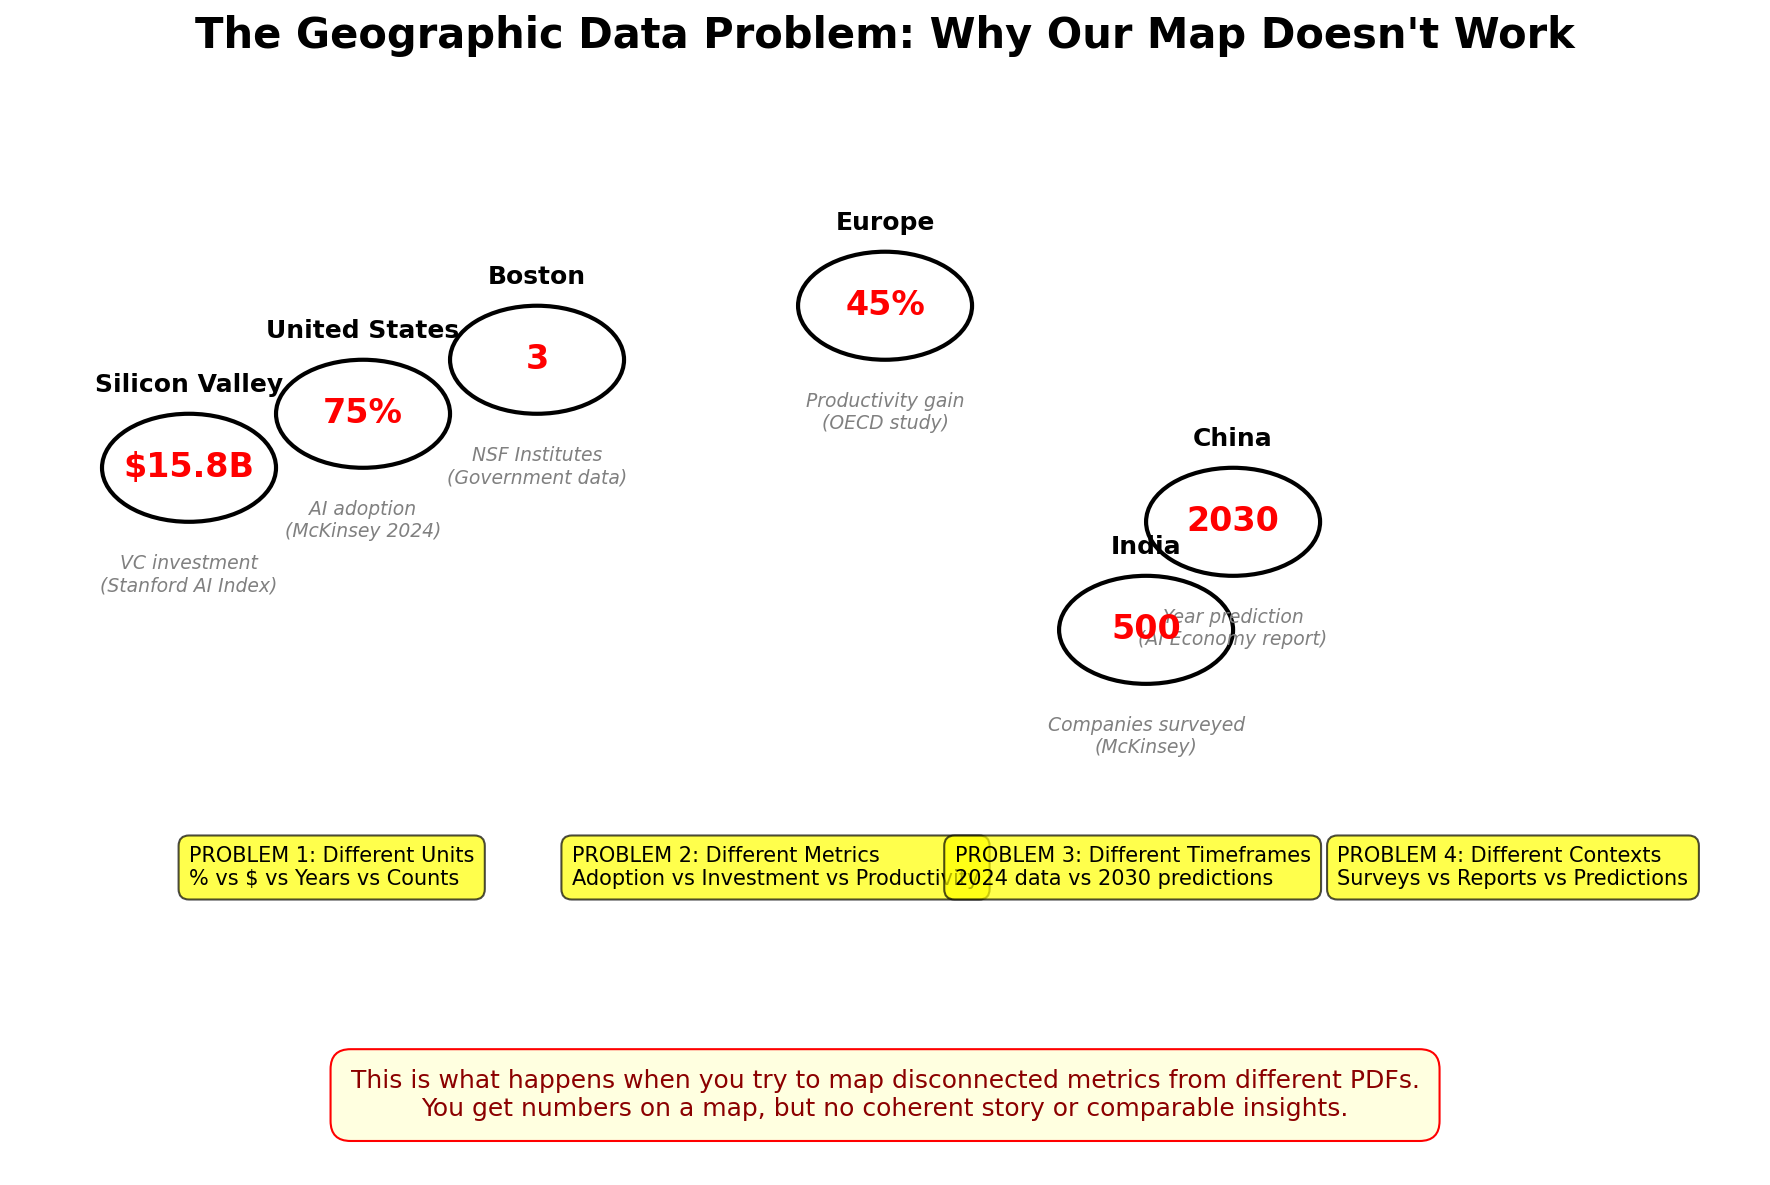 The Geographic Data Problem: Why Our Map Doesn't Work
Europe
45%
Productivity gain
(OECD study)
Boston
3
NSF Institutes
(Government data)
United States
75%
AI adoption
(McKinsey 2024)
Silicon Valley
$15.8B
VC investment
(Stanford AI Index)
China
2030
Year prediction
(AI Economy report)
India
500
Companies surveyed
(McKinsey)
PROBLEM 1: Different Units
% vs $ vs Years vs Counts
PROBLEM 2: Different Metrics
Adoption vs Investment vs Productivity
PROBLEM 3: Different Timeframes
2024 data vs 2030 predictions
PROBLEM 4: Different Contexts
Surveys vs Reports vs Predictions
This is what happens when you try to map disconnected metrics from different PDFs.
You get numbers on a map, but no coherent story or comparable insights.